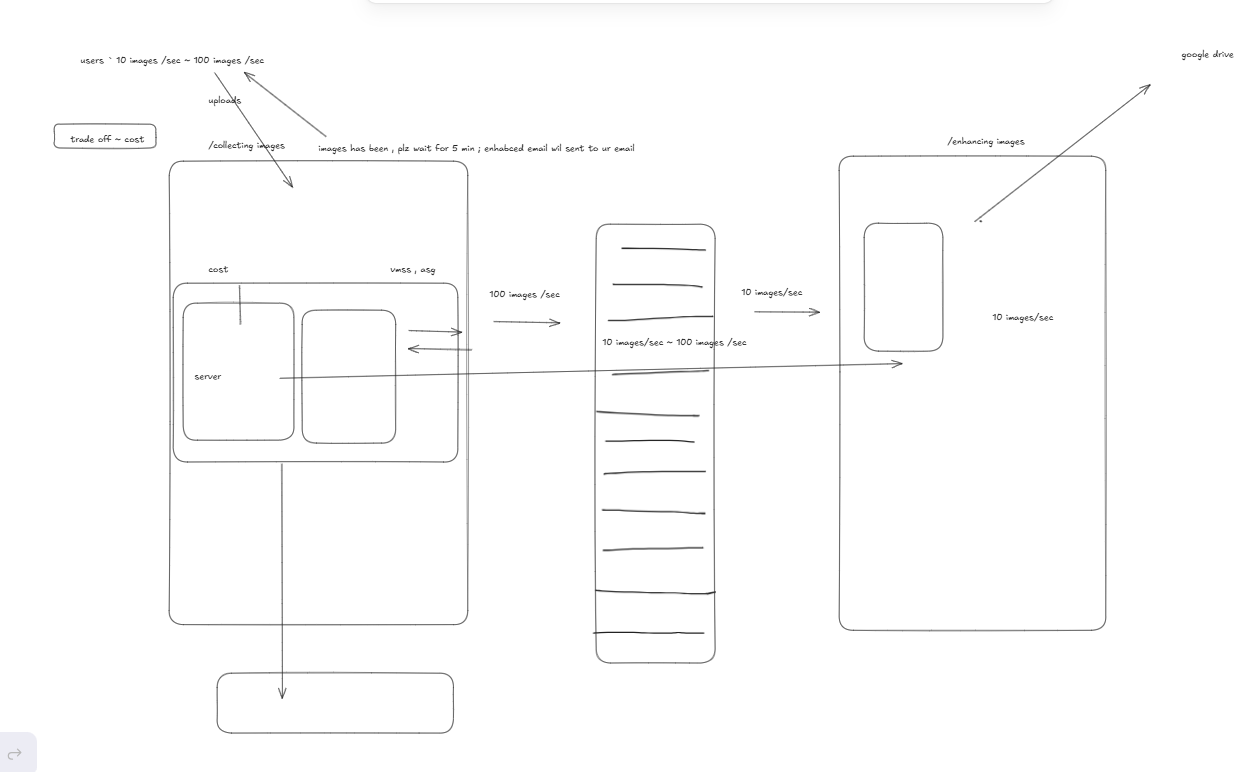 google drive
users ` 10 images /sec ~ 100 images /sec
uploads
trade off ~ cost
/collecting images
images has been , plz wait for 5 min ; enhabced email wil sent to ur email
/enhancing images
cost
vmss , asg
100 images /sec
10 images/sec
10 images/sec
10 images/sec ~ 100 images /sec
server